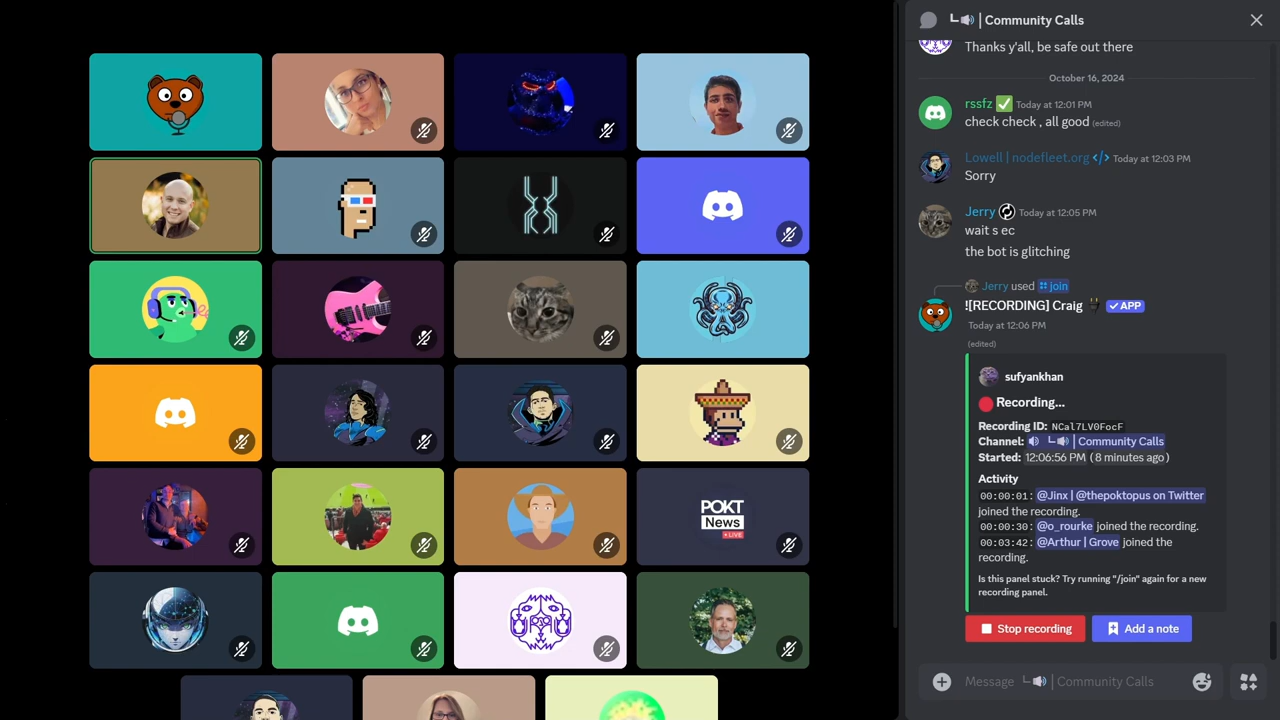 └🔊 | Community Calls
Thanks y'all, be safe out there
October 16, 2024
rssfz ✅ Today at 12:01 PM
check check , all good (edited)
Lowell | nodefleet.org </> Today at 12:03 PM
Sorry
Jerry Today at 12:05 PM
wait s ec
the bot is glitching
Jerry used join
![RECORDING] Craig ✓ APP
Today at 12:06 PM
(edited)
sufyankhan
🔴 Recording...
Recording ID: NCal7LV0FocF
Channel: 🔊 └🔊 | Community Calls
Started: 12:06:56 PM (8 minutes ago)
Activity
00:00:01: @Jinx | @thepoktopus on Twitter
joined the recording.
00:00:30: @o_rourke joined the recording.
00:03:42: @Arthur | Grove joined the
recording.
Is this panel stuck? Try running "/join" again for a new
recording panel.
Stop recording
Add a note
Message └🔊 | Community Calls
POKT
News
LIVE